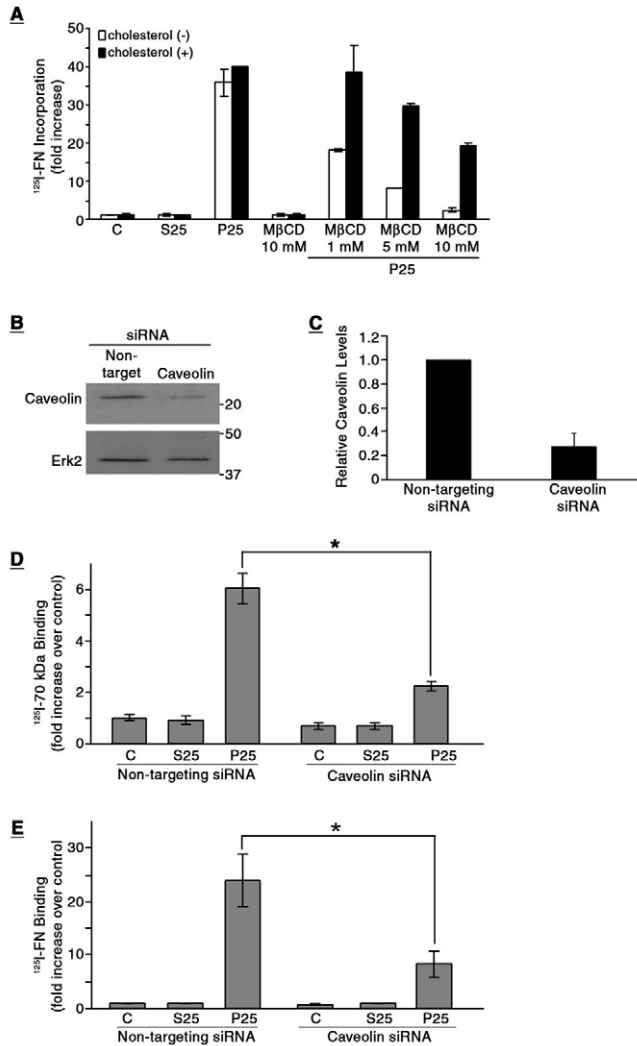 A
cholesterol (-)
cholesterol (+)
¹²⁵I-FN Incorporation
(fold increase)
50
40
30
20
10
0
C
S25
P25
MβCD
10 mM
MβCD
1 mM
MβCD
5 mM
MβCD
10 mM
P25
B
siRNA
Non-
target
Caveolin
Caveolin
-20
-50
Erk2
-37
C
Relative Caveolin Levels
1.2
1.0
0.8
0.6
0.4
0.2
0
Non-targeting
siRNA
Caveolin
siRNA
D
¹²⁵I-70 kDa Binding
(fold increase over control)
6
4
2
0
*
C
S25
P25
C
S25
P25
Non-targeting siRNA
Caveolin siRNA
E
¹²⁵I-FN Binding
(fold increase over control)
30
20
10
0
*
C
S25
P25
C
S25
P25
Non-targeting siRNA
Caveolin siRNA